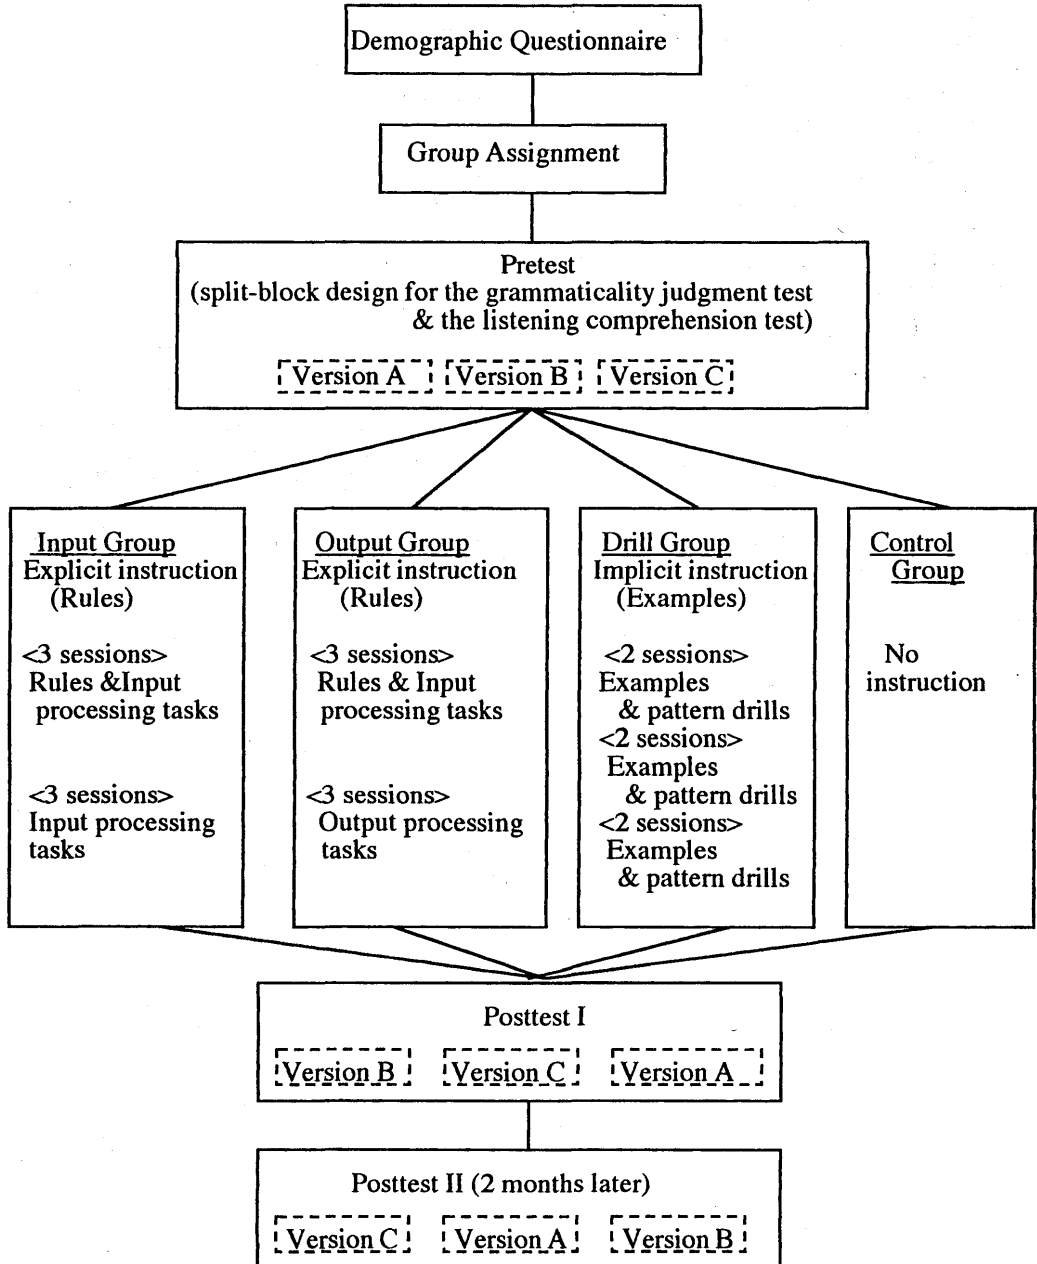 Demographic Questionnaire
Group Assignment
Pretest
(split-block design for the grammaticality judgment test
& the listening comprehension test)
Version A Version B Version C
Input Group
Explicit instruction
(Rules)
<3 sessions>
Rules &Input
processing tasks
<3 sessions>
Input processing
tasks
Output Group
Explicit instruction
(Rules)
<3 sessions>
Rules & Input
processing tasks
<3 sessions>
Output processing
tasks
Drill Group
Implicit instruction
(Examples)
<2 sessions>
Examples
& pattern drills
<2 sessions>
Examples
& pattern drills
<2 sessions>
Examples
& pattern drills
Control
Group
No
instruction
Posttest I
Version B Version C Version A
Posttest II (2 months later)
Version C Version A Version B